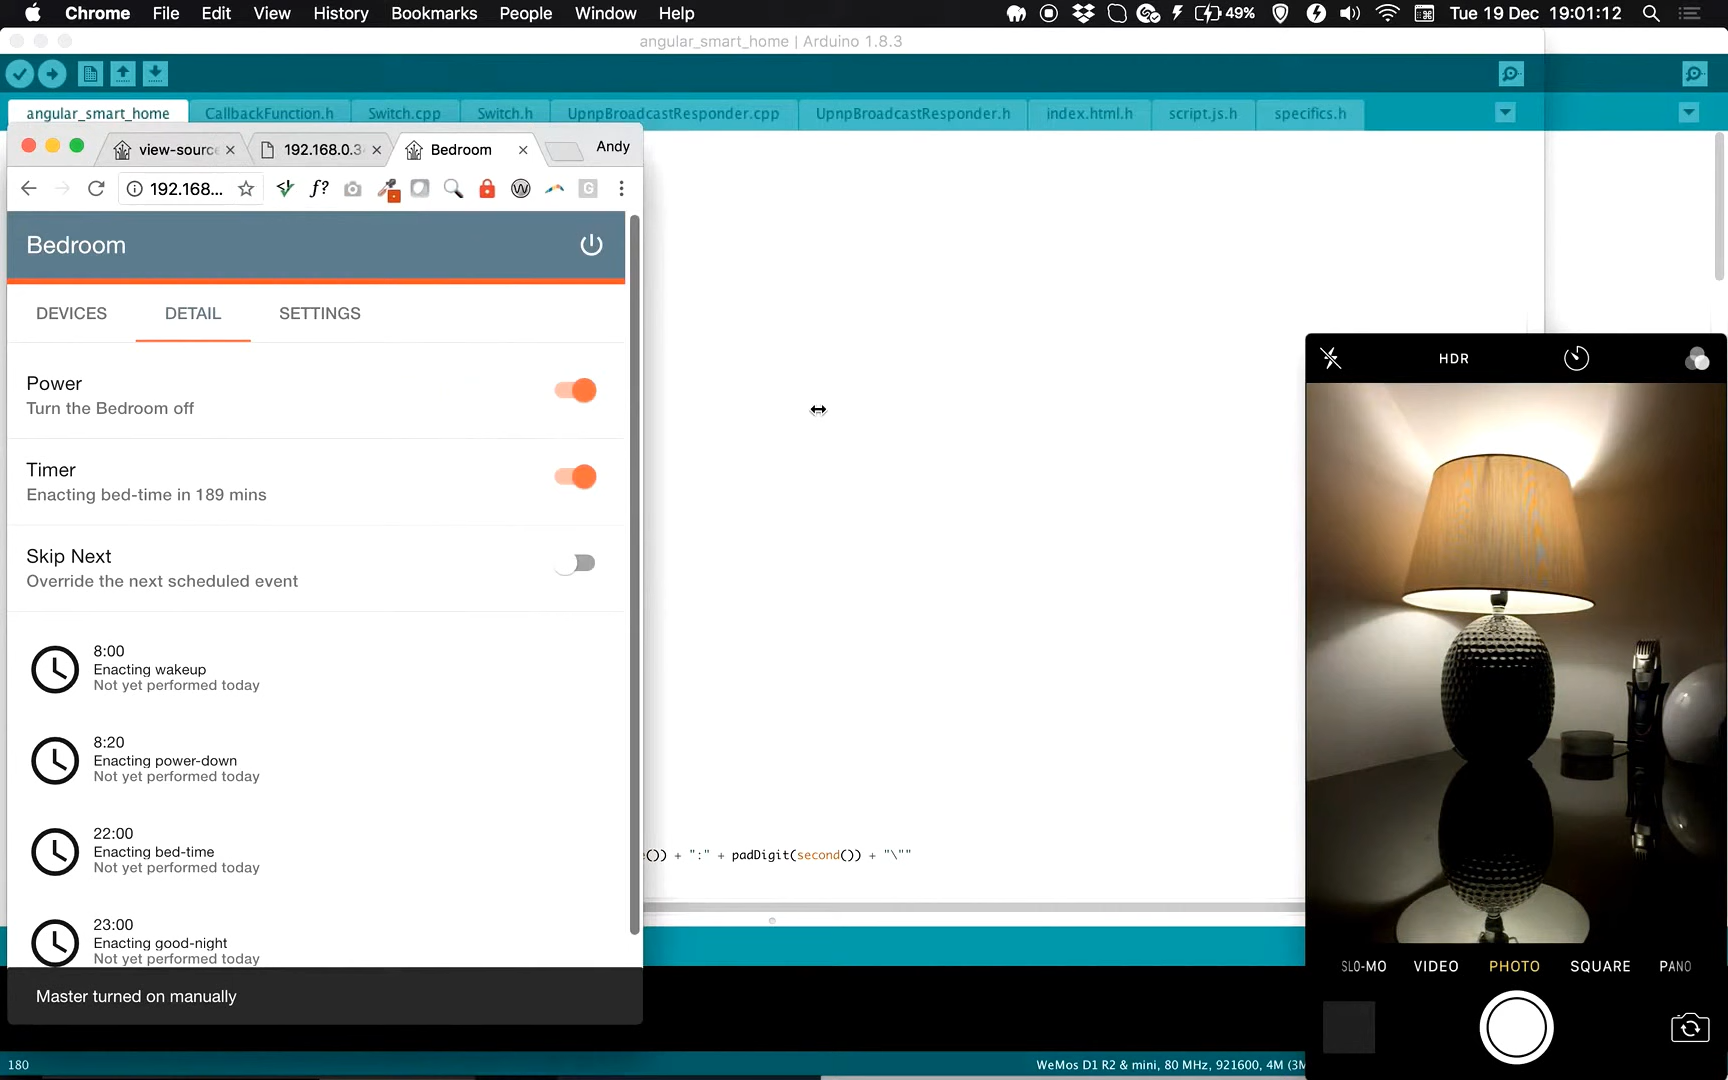 Chrome File Edit View History Bookmarks People Window Help 49% Tue 19 Dec 19:01:12
angular_smart_home | Arduino 1.8.3
angular_smart_home CallbackFunction.h Switch.cpp Switch.h UpnpBroadcastResponder.cpp UpnpBroadcastResponder.h index.html.h script.js.h specifics.h
view-source 192.168.0.3 Bedroom Andy
192.168... f? W G
Bedroom
DEVICES DETAIL SETTINGS
Power
Turn the Bedroom off
Timer
Enacting bed-time in 189 mins
Skip Next
Override the next scheduled event
8:00
Enacting wakeup
Not yet performed today
8:20
Enacting power-down
Not yet performed today
22:00
Enacting bed-time
Not yet performed today
23:00
Enacting good-night
Not yet performed today
Master turned on manually
e()) + ":" + padDigit(second()) + "\""
180
WeMos D1 R2 & mini, 80 MHz, 921600, 4M (3M
HDR
SLO-MO VIDEO PHOTO SQUARE PANO